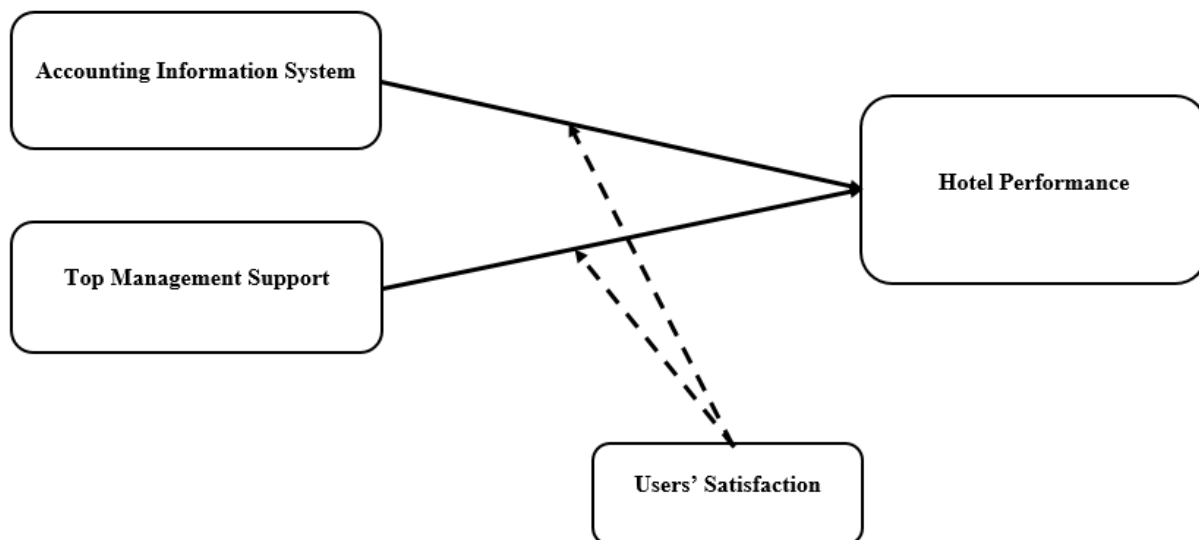 Accounting Information System
Hotel Performance
Top Management Support
Users’ Satisfaction